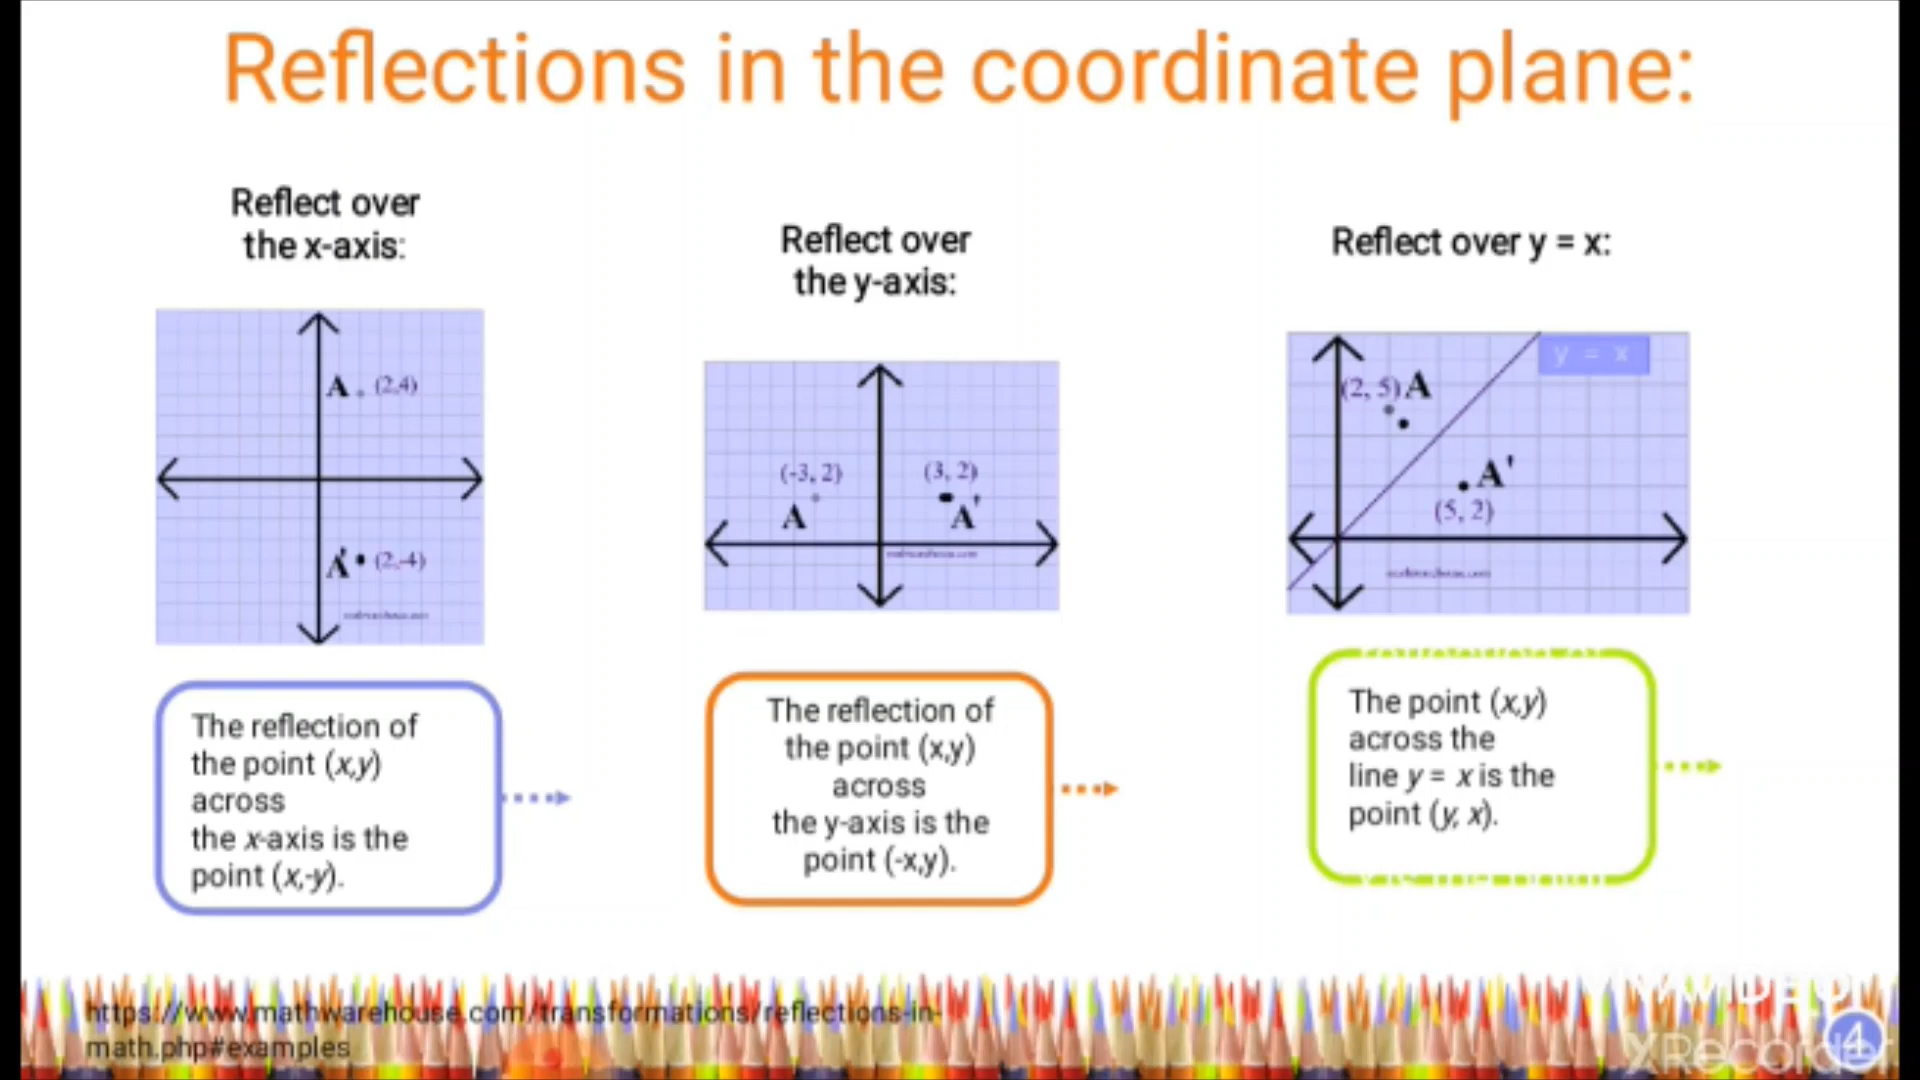 Reflections in the coordinate plane:
Reflect over
the x-axis:
A (2,4)
A' (2,-4)
The reflection of
the point (x,y)
across
the x-axis is the
point (x,-y).
Reflect over
the y-axis:
(-3, 2)
A
(3, 2)
A'
The reflection of
the point (x,y)
across
the y-axis is the
point (-x,y).
Reflect over y = x:
y = x
(2, 5) A
A'
(5, 2)
The point (x,y)
across the
line y = x is the
point (y, x).
https://www.mathwarehouse.com/transformations/reflections-in-
math.php#examples
4
XRecorder